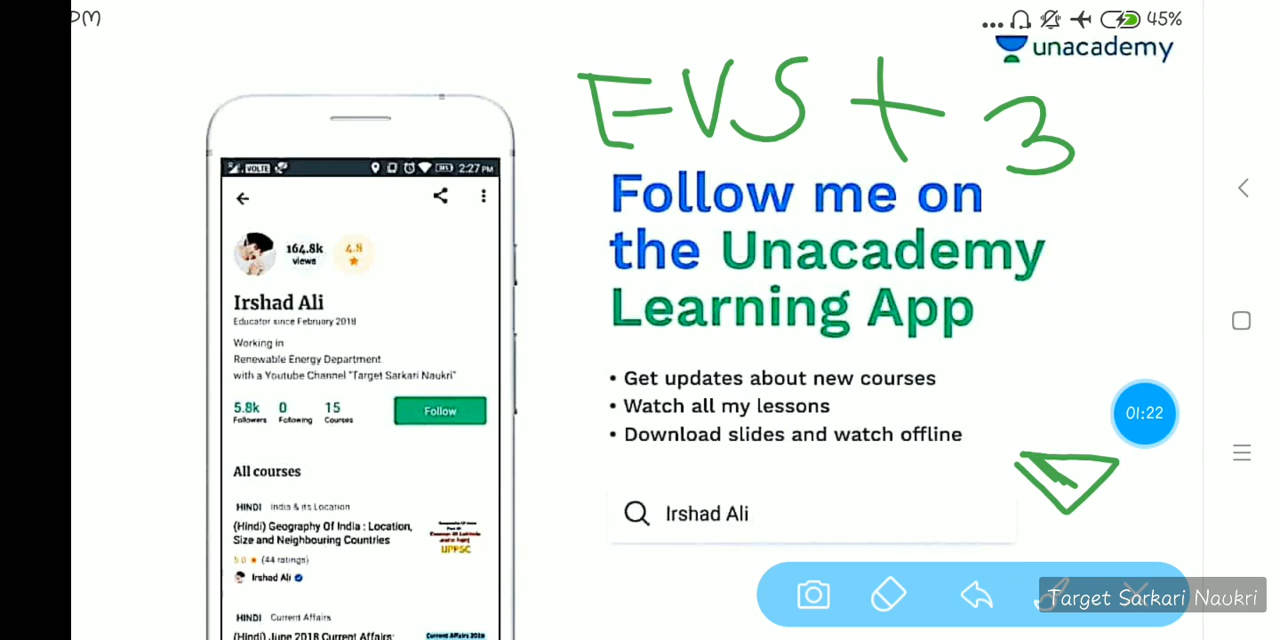 PM
45%
unacademy
EVS + 3
VOLTE 2:27 PM
164.8k
views
4.8
Irshad Ali
Educator since February 2018
Working in
Renewable Energy Department
with a Youtube Channel "Target Sarkari Naukri"
5.8k 0 15
Followers Following Courses
Follow
All courses
HINDI India & its Location
(Hindi) Geography Of India : Location,
Size and Neighbouring Countries
UPPSC
5.0 ★ (44 ratings)
Irshad Ali
HINDI Current Affairs
(Hindi) June 2018 Current Affairs:
Current Affairs 2018
Follow me on
the Unacademy
Learning App
• Get updates about new courses
• Watch all my lessons
• Download slides and watch offline
Irshad Ali
01:22
Target Sarkari Naukri